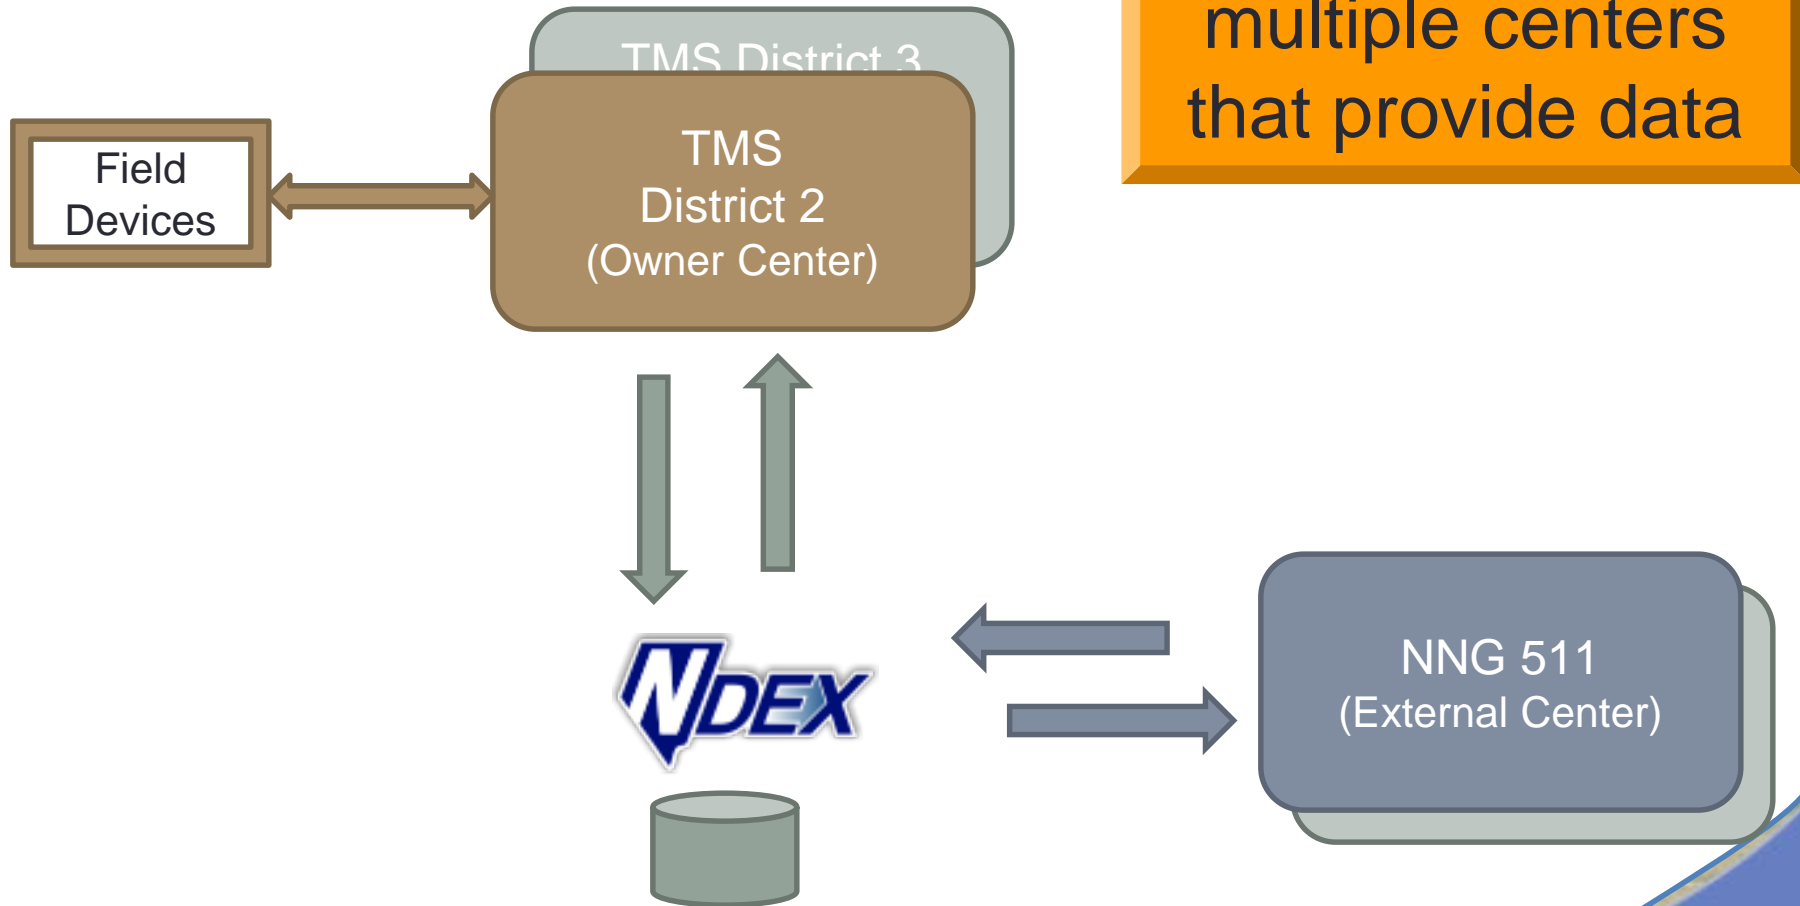 multiple centers
that provide data
TMS District 3
TMS
District 2
(Owner Center)
Field
Devices
NDEX
NNG 511
(External Center)